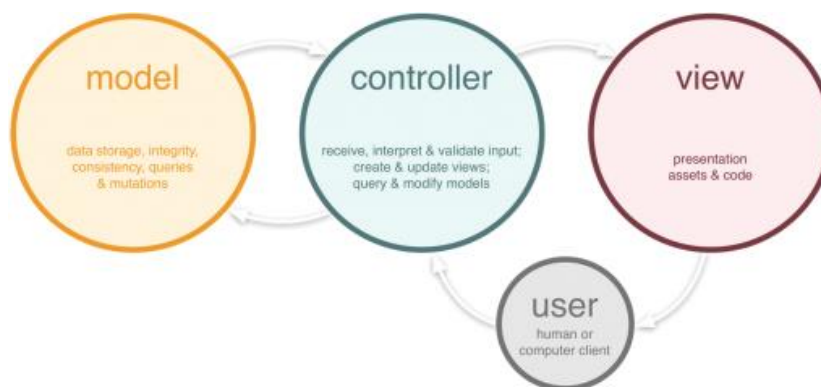 model
data storage, integrity,
consistency, queries
& mutations
controller
receive, interpret & validate input;
create & update views;
query & modify models
view
presentation
assets & code
user
human or
computer client